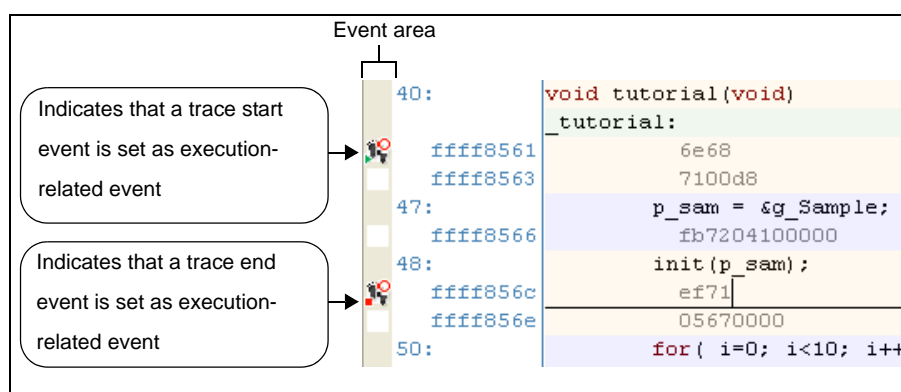 Event area
Indicates that a trace start
event is set as execution-
related event
Indicates that a trace end
event is set as execution-
related event
40: void tutorial(void)
_tutorial:
ffff8561 6e68
ffff8563 7100d8
47: p_sam = &g_Sample;
ffff8566 fb7204100000
48: init(p_sam);
ffff856c ef71
ffff856e 05670000
50: for( i=0; i<10; i++